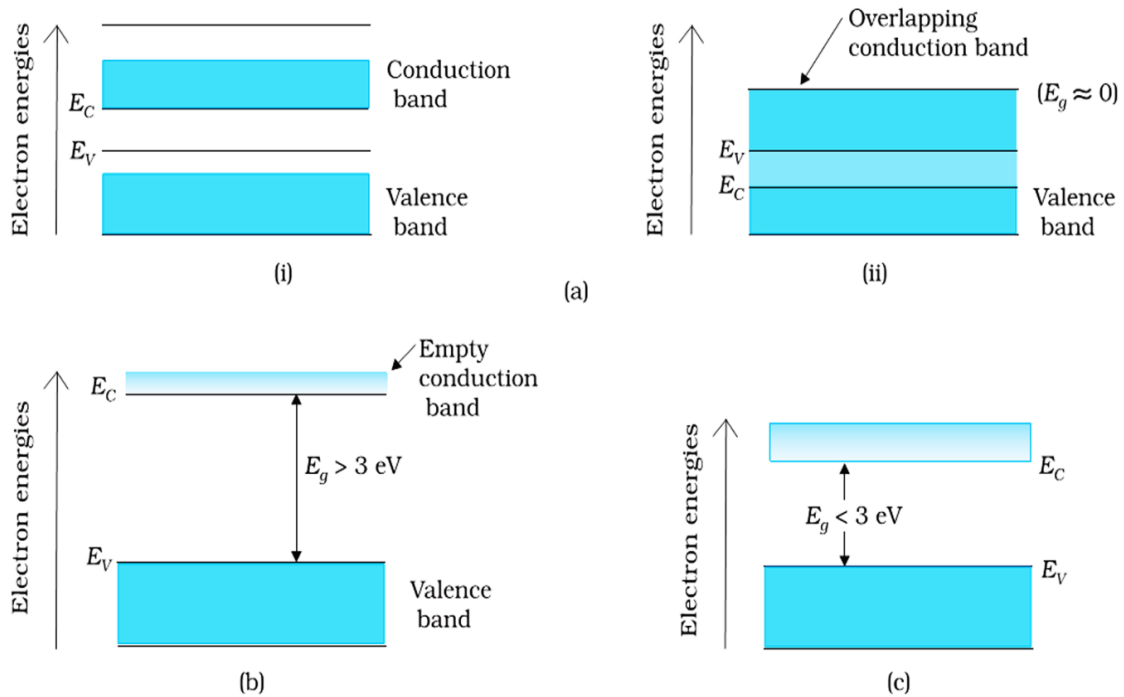 Electron energies
Conduction
band
E_C
E_V
Valence
band
(i)
Electron energies
Overlapping
conduction band
(E_g ≈ 0)
E_V
E_C
Valence
band
(ii)
(a)
Electron energies
Empty
conduction
band
E_C
E_g > 3 eV
E_V
Valence
band
(b)
Electron energies
E_C
E_g < 3 eV
E_V
(c)